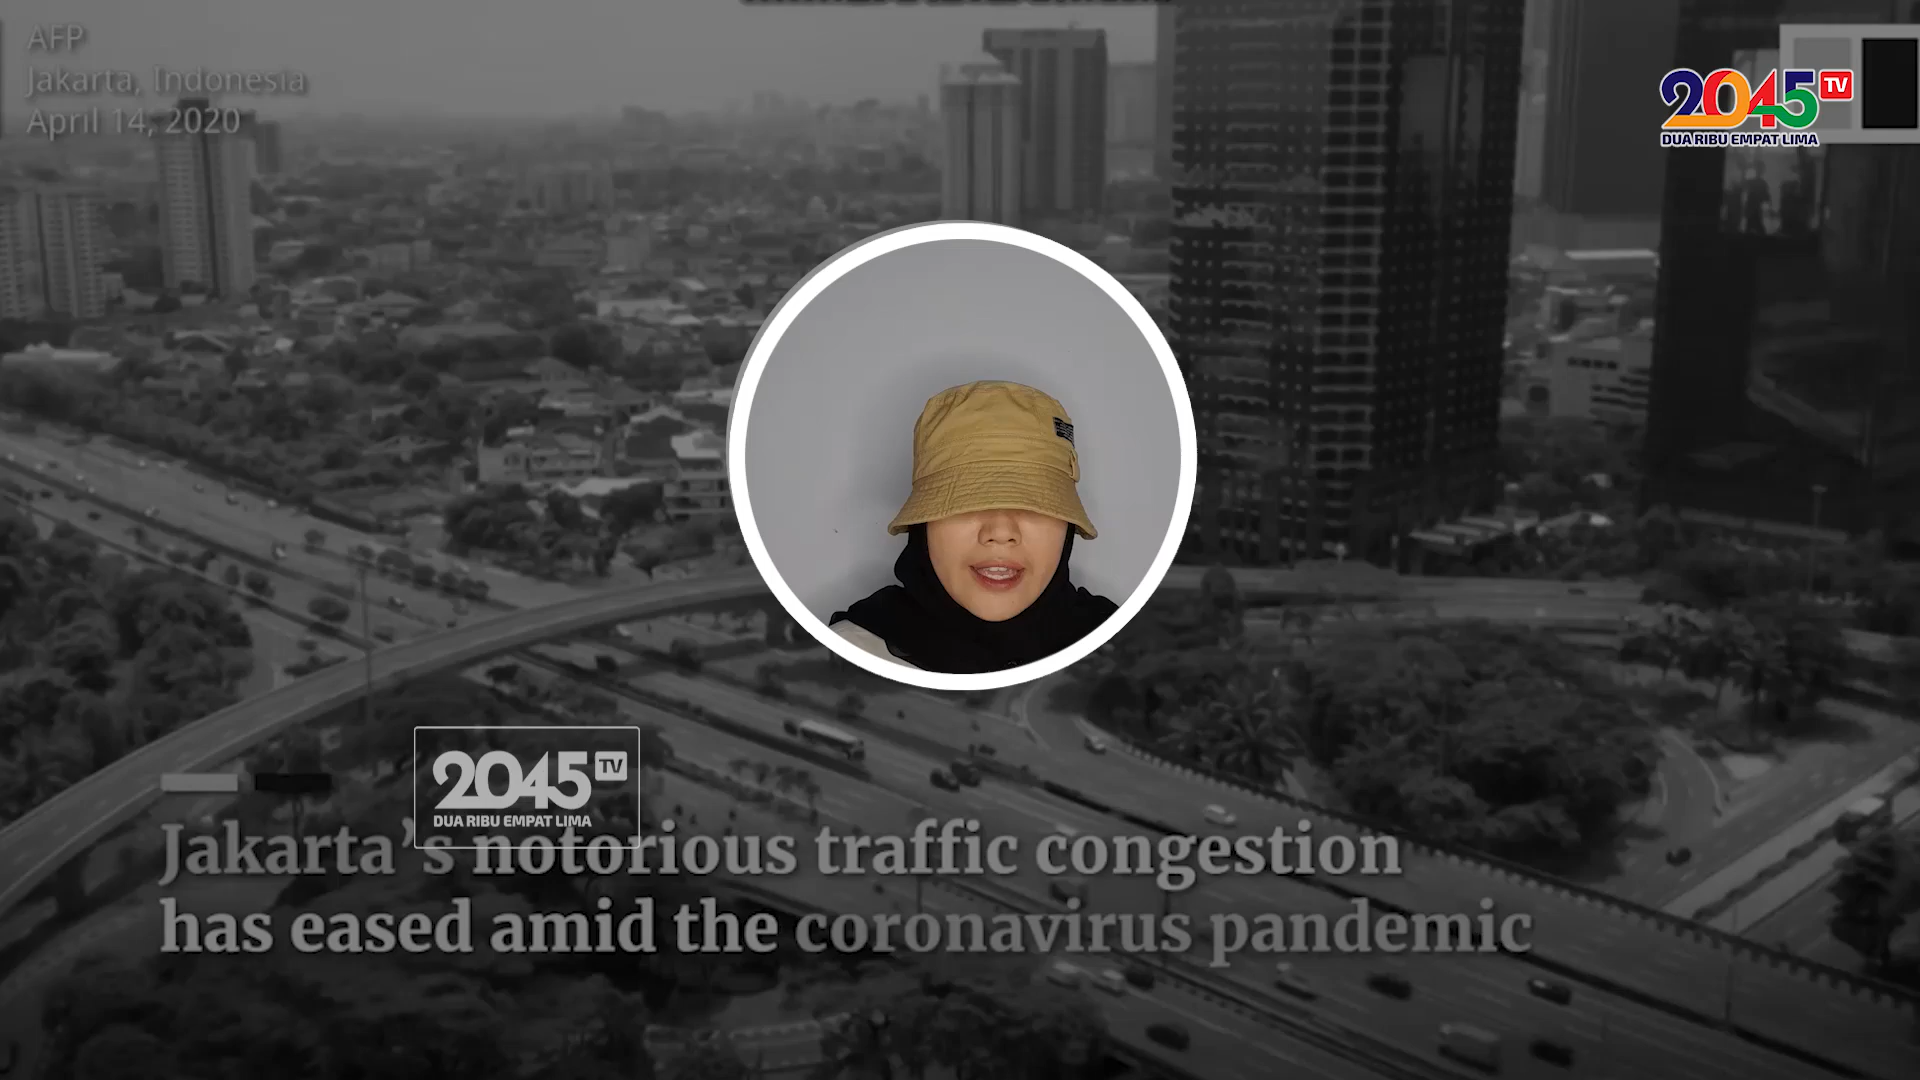 AFP
Jakarta, Indonesia
April 14, 2020
2045 TV
DUA RIBU EMPAT LIMA
2045 TV
DUA RIBU EMPAT LIMA
Jakarta’s notorious traffic congestion
has eased amid the coronavirus pandemic